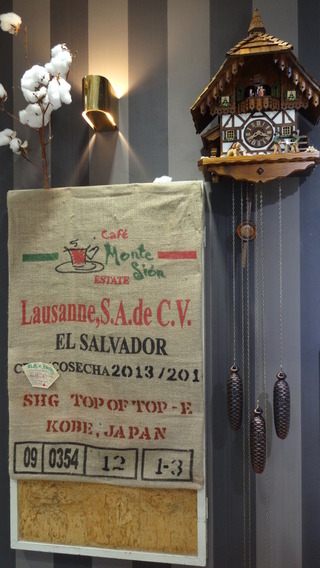 Café
Monte
Sión
ESTATE
Lausanne,S.A.de C.V.
EL SALVADOR
COSECHA 2013/201
SHG TOP OF TOP - E
KOBE, JAPAN
09 0354 12 1-3